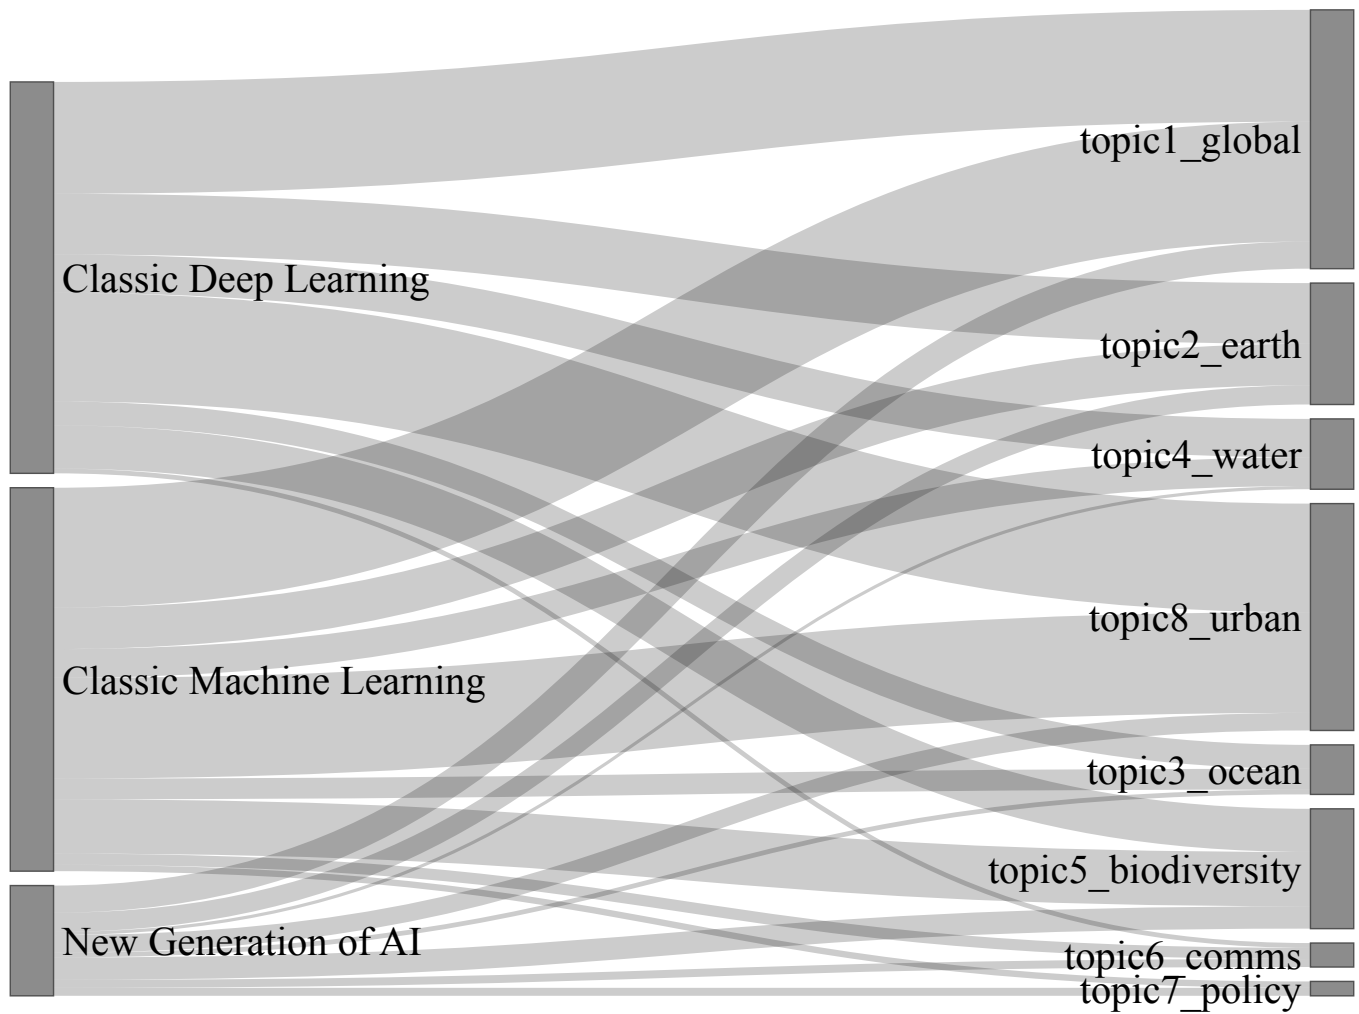 topic1_global
Classic Deep Learning
topic2_earth
topic4_water
topic8_urban
Classic Machine Learning
topic3_ocean
topic5_biodiversity
New Generation of AI
topic6_comms
topic7_policy